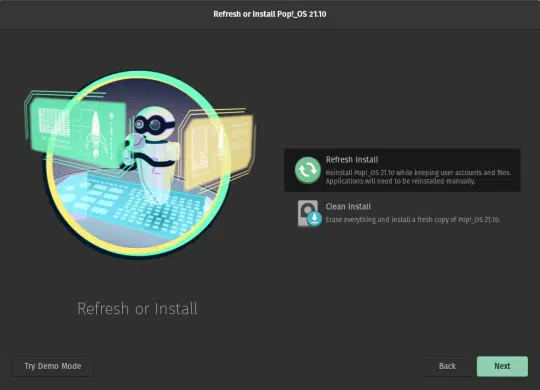 Refresh or Install Pop!_OS 21.10
Refresh Install
Reinstall Pop!_OS 21.10 while keeping user accounts and files.
Applications will need to be reinstalled manually.
Clean Install
Erase everything and install a fresh copy of Pop!_OS 21.10.
Refresh or Install
Try Demo Mode
Back
Next